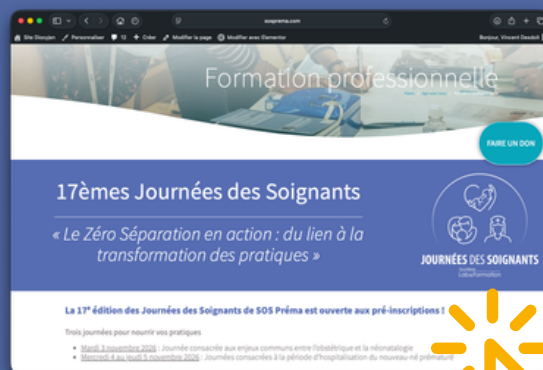 sosprema.com
Site Diocyjen Personnaliser 12 + Créer Modifier la page Modifier avec Elementor
Bonjour, Vincent Desdoit
Formation professionnelle
FAIRE UN DON
17èmes Journées des Soignants
« Le Zéro Séparation en action : du lien à la
transformation des pratiques »
JOURNÉES DES SOIGNANTS
La 17ᵉ édition des Journées des Soignants de SOS Préma est ouverte aux pré-inscriptions !
Trois journées pour nourrir vos pratiques
Mardi 3 novembre 2026 : Journée consacrée aux enjeux communs entre l'obstétrique et la néonatalogie
Mercredi 4 au jeudi 5 novembre 2026 : Journées consacrées à la période d'hospitalisation du nouveau-né prématuré